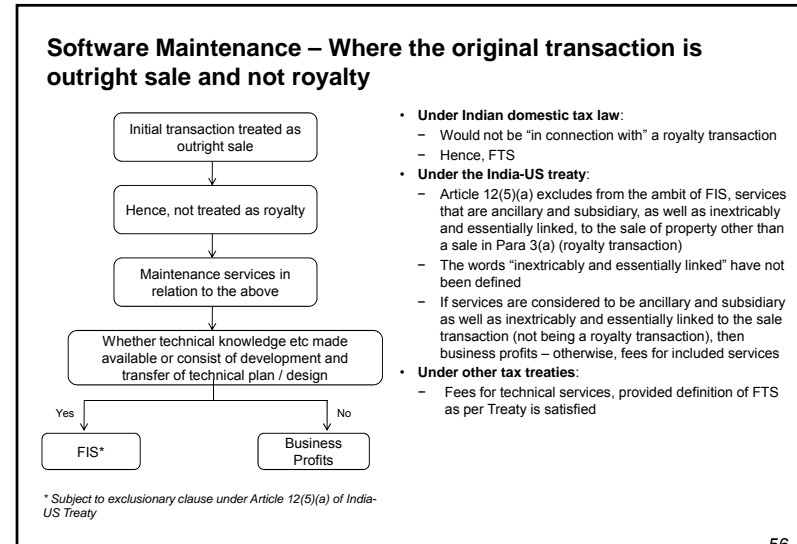 Software Maintenance – Where the original transaction is
outright sale and not royalty
Initial transaction treated as
outright sale
Hence, not treated as royalty
Maintenance services in
relation to the above
Whether technical knowledge etc made
available or consist of development and
transfer of technical plan / design
Yes
No
FIS*
Business
Profits
* Subject to exclusionary clause under Article 12(5)(a) of India-
US Treaty
• Under Indian domestic tax law:
− Would not be “in connection with” a royalty transaction
− Hence, FTS
• Under the India-US treaty:
− Article 12(5)(a) excludes from the ambit of FIS, services
that are ancillary and subsidiary, as well as inextricably
and essentially linked, to the sale of property other than
a sale in Para 3(a) (royalty transaction)
− The words “inextricably and essentially linked” have not
been defined
− If services are considered to be ancillary and subsidiary
as well as inextricably and essentially linked to the sale
transaction (not being a royalty transaction), then
business profits – otherwise, fees for included services
• Under other tax treaties:
− Fees for technical services, provided definition of FTS
as per Treaty is satisfied
56